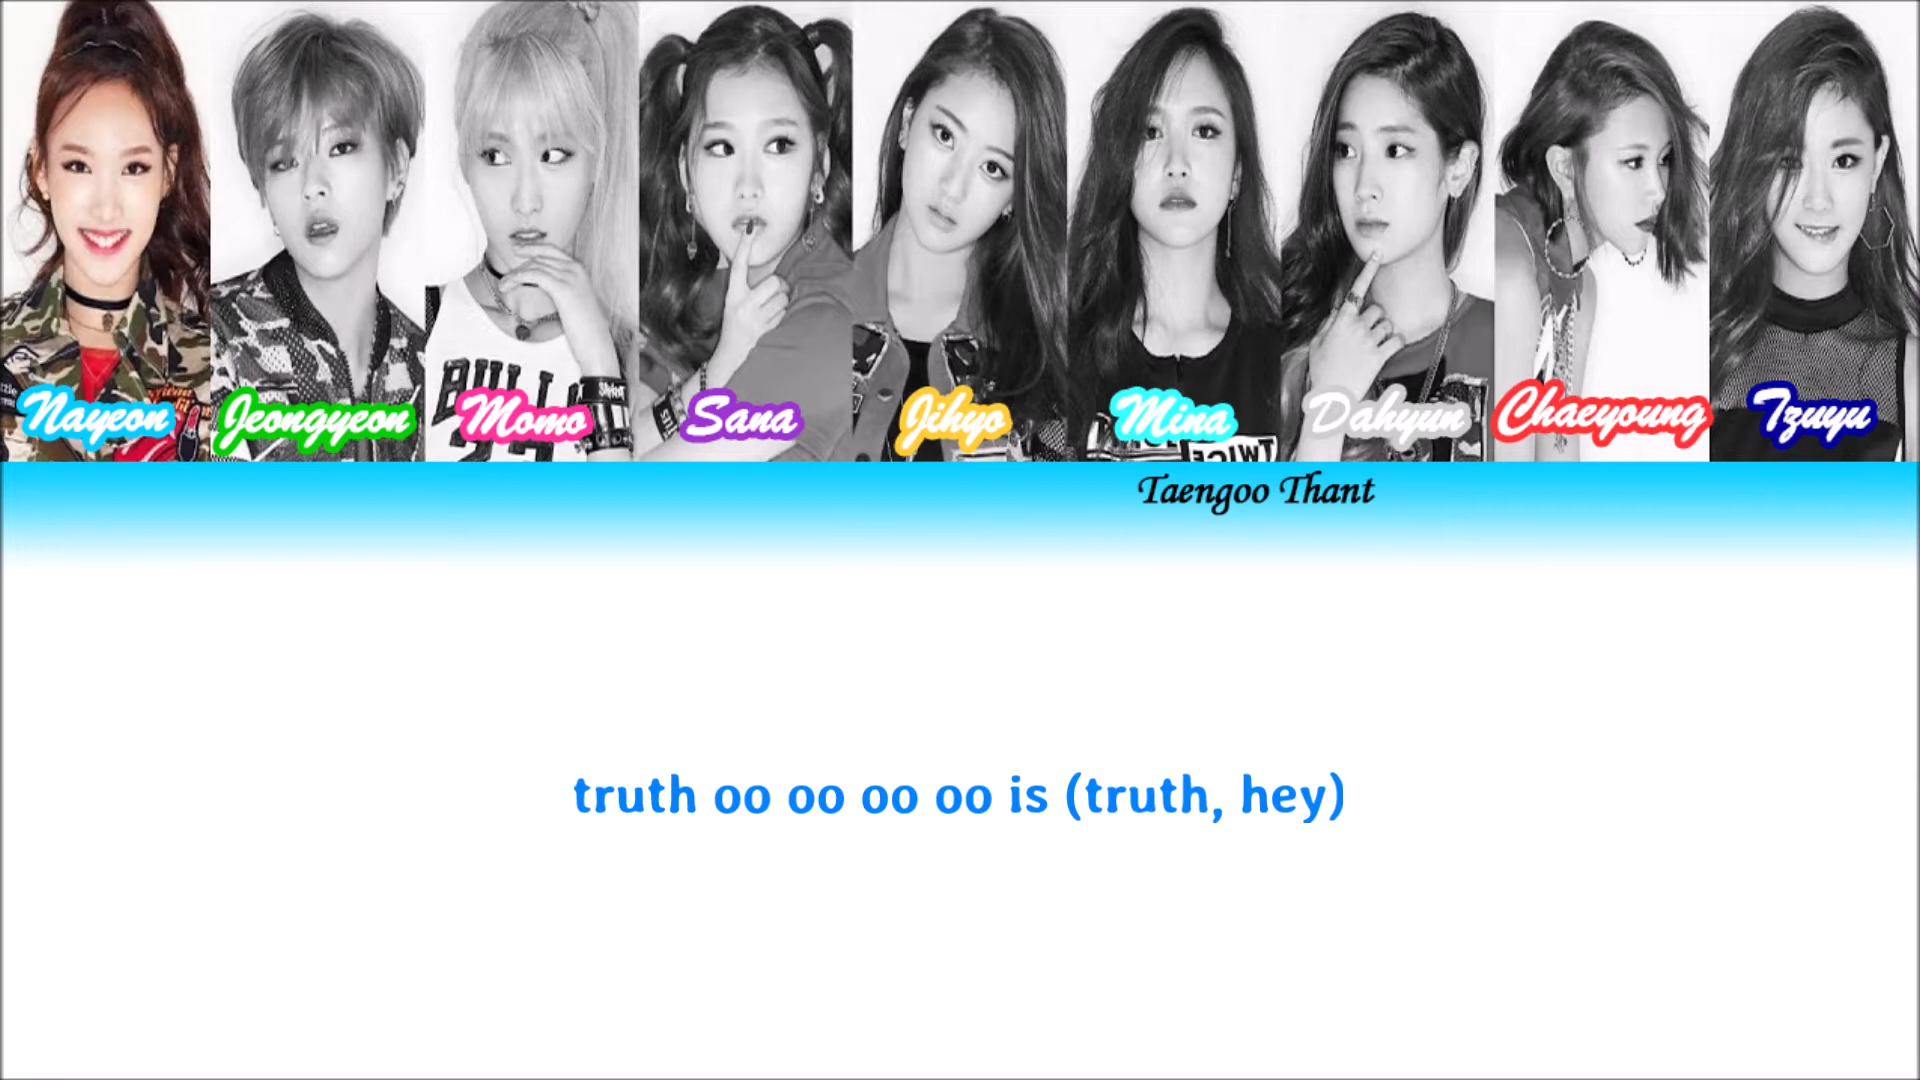 Nayeon
Jeongyeon
Momo
Sana
Jihyo
Mina
Dahyun
Chaeyoung
Tzuyu
Taengoo Thant
truth oo oo oo oo is (truth, hey)